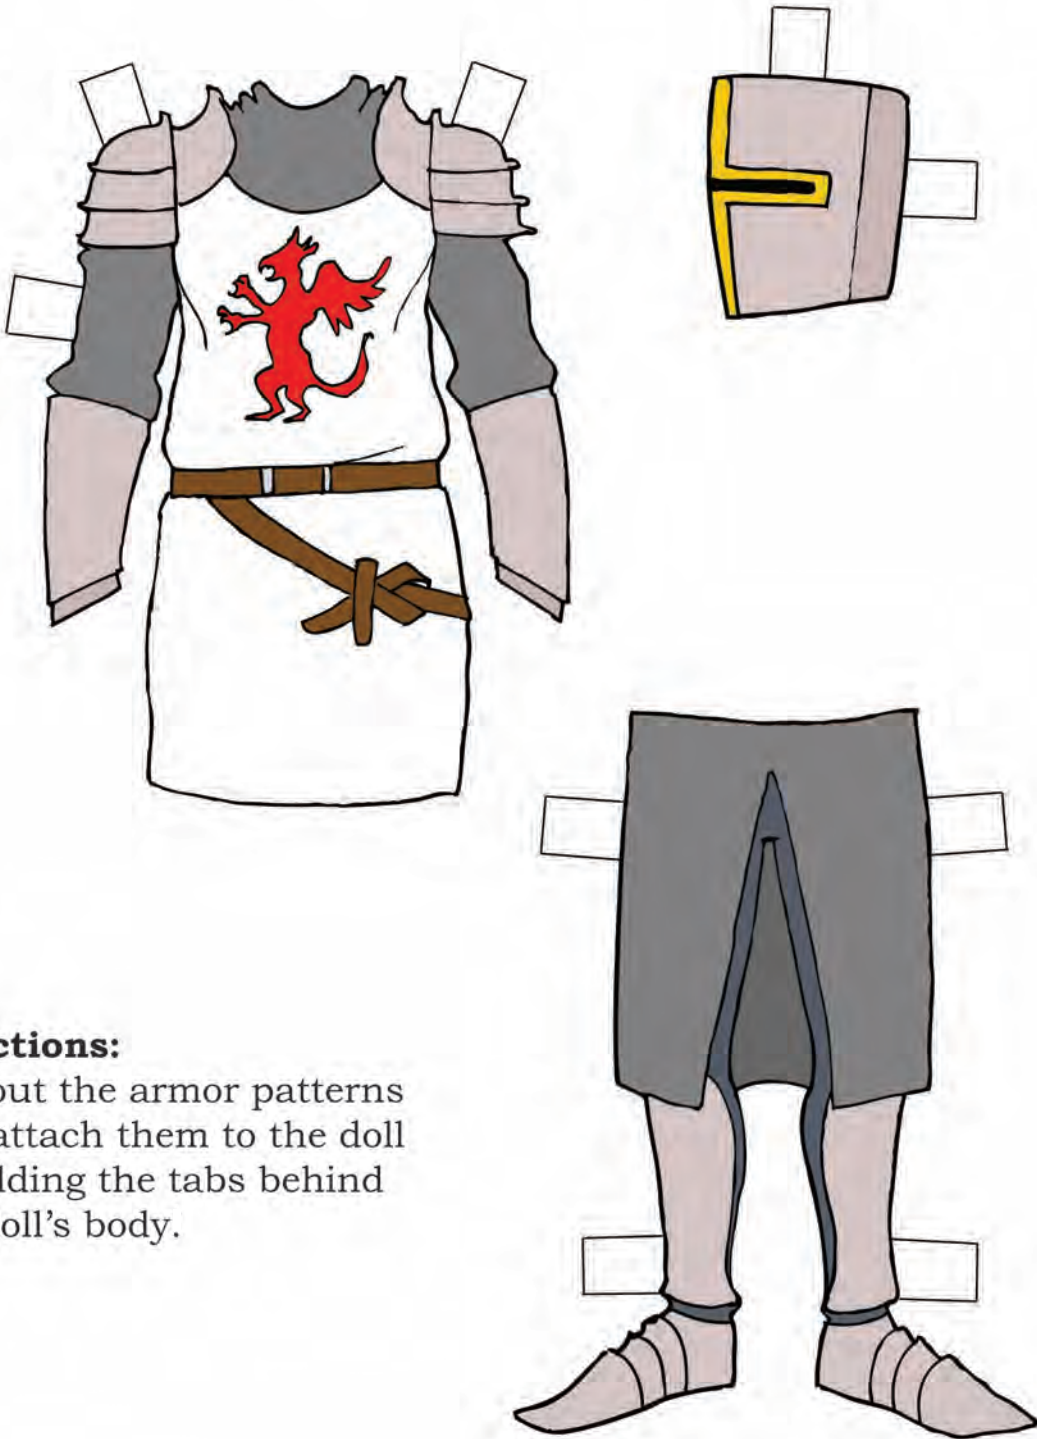 ctions:
out the armor patterns
attach them to the doll
lding the tabs behind
oll's body.